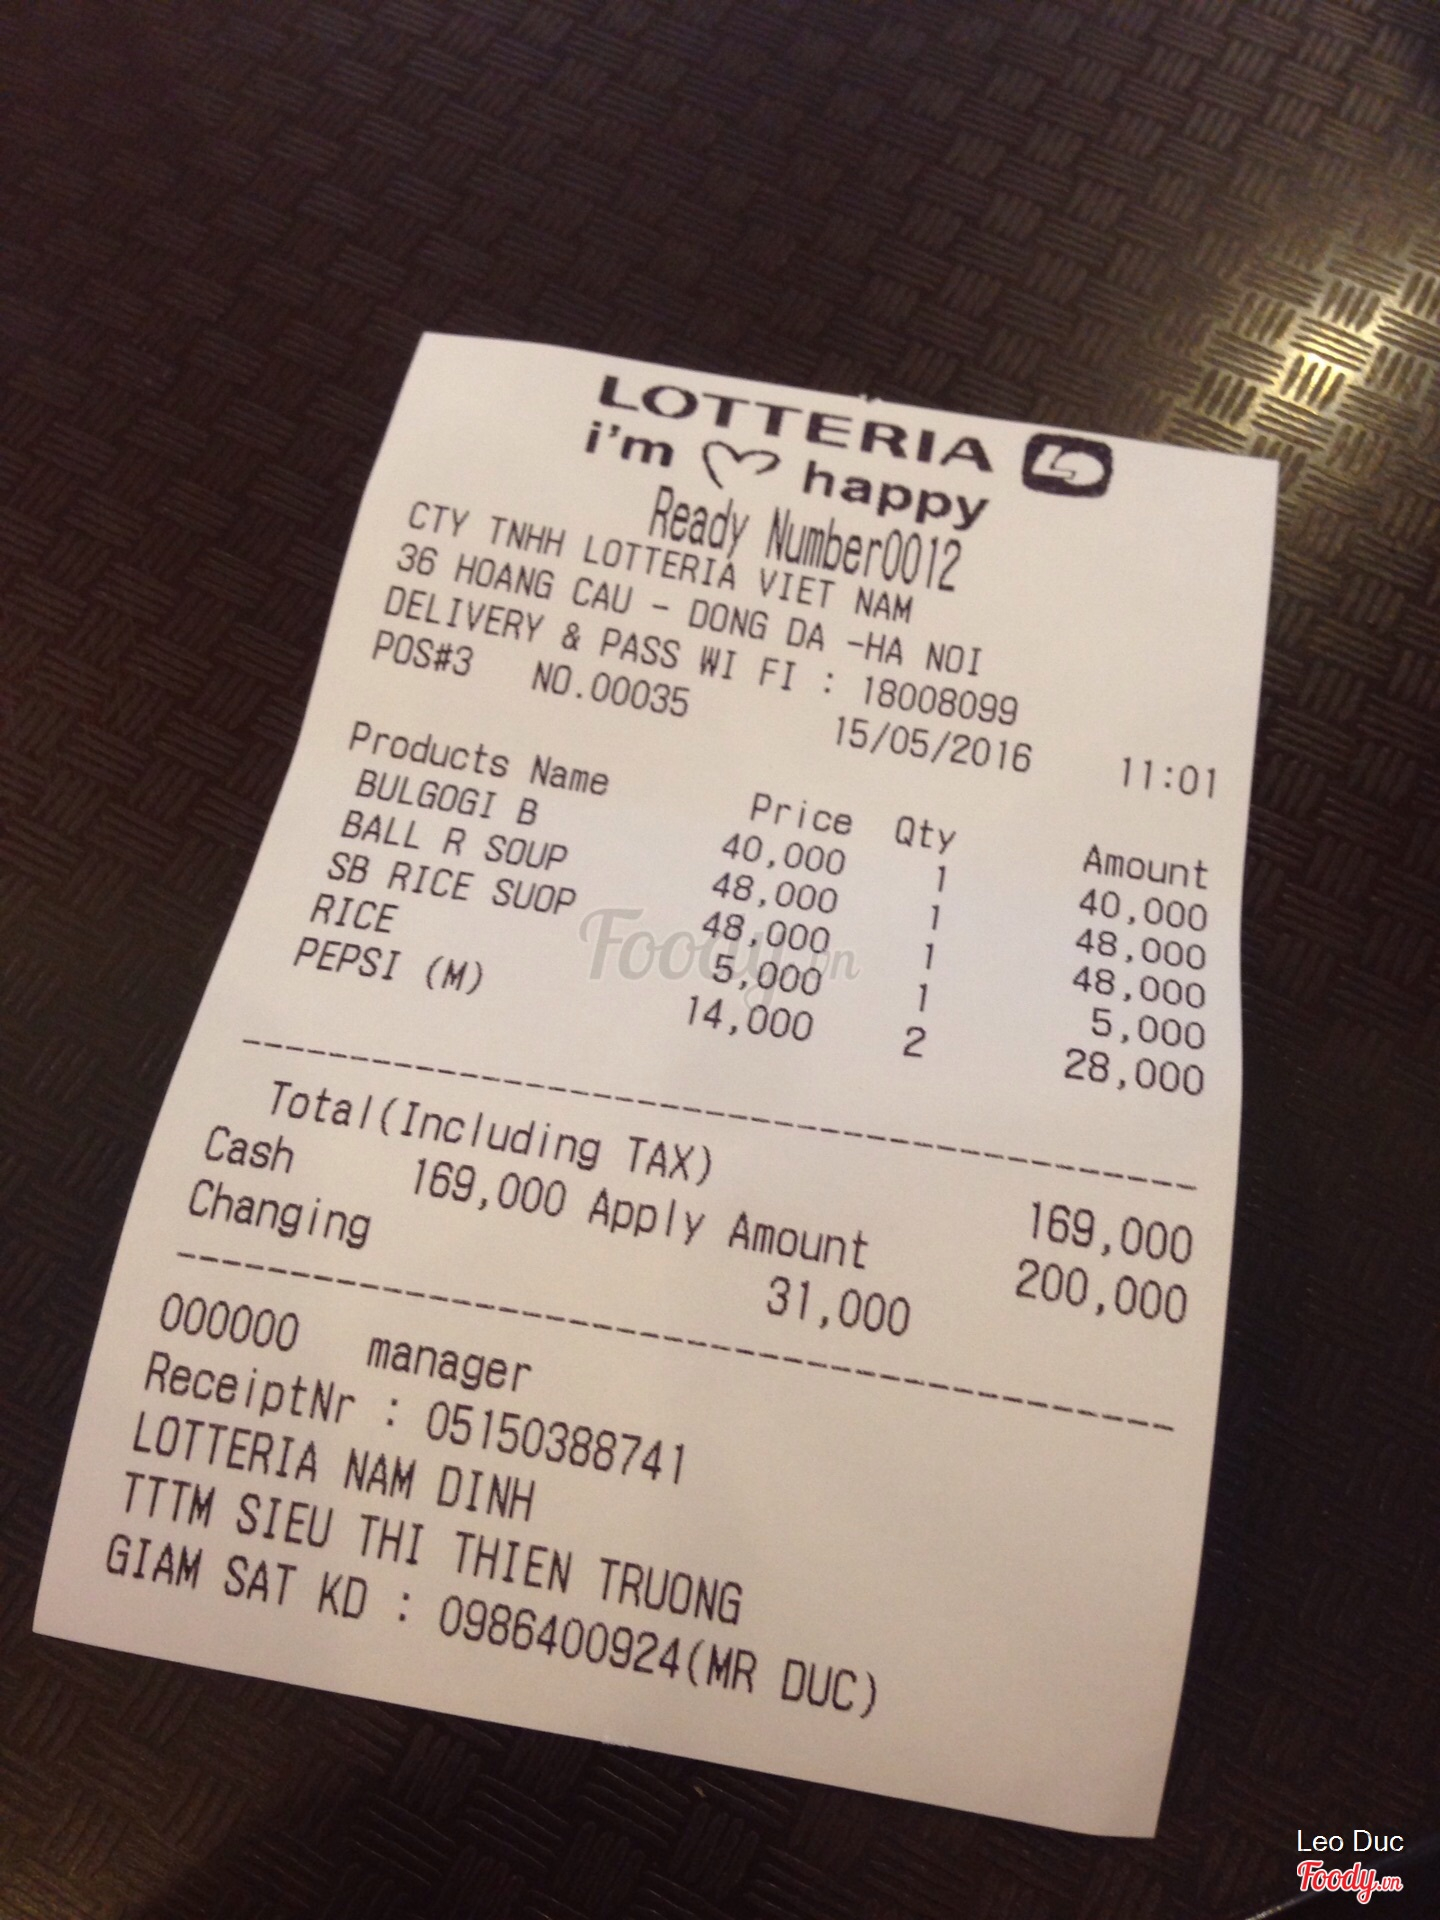 LOTTERIA
i'm happy
Ready Number0012
CTY TNHH LOTTERIA VIET NAM
36 HOANG CAU - DONG DA -HA NOI
DELIVERY & PASS WI FI : 18008099
POS#3 NO.00035 15/05/2016 11:01
Products Name Price Qty Amount
BULGOGI B 40,000 1 40,000
BALL R SOUP 48,000 1 48,000
SB RICE SUOP 48,000 1 48,000
RICE 5,000 1 5,000
PEPSI (M) 14,000 2 28,000
Total(Including TAX) 169,000
Cash 169,000 Apply Amount 200,000
Changing 31,000
000000 manager
ReceiptNr : 05150388741
LOTTERIA NAM DINH
TTTM SIEU THI THIEN TRUONG
GIAM SAT KD : 0986400924(MR DUC)
Foody.vn
Leo Duc
Foody.vn